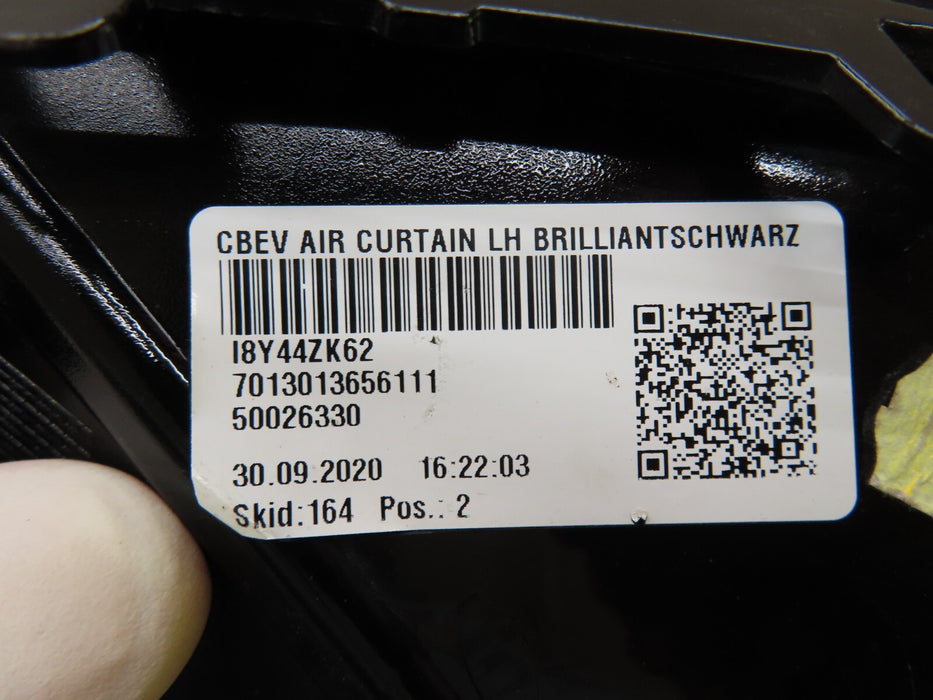 CBEV AIR CURTAIN LH BRILLIANTSCHWARZ
I8Y44ZK62
7013013656111
50026330
30.09.2020 16:22:03
Skid:164 Pos.: 2